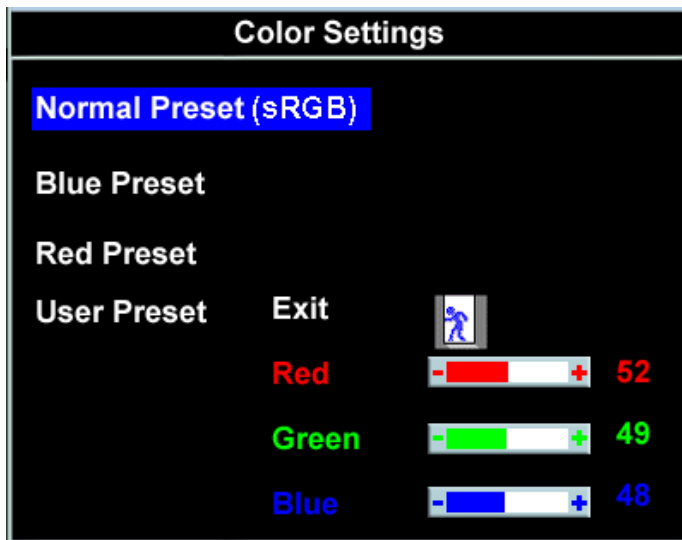 Color Settings
Normal Preset (sRGB)
Blue Preset
Red Preset
User Preset Exit
Red - + 52
Green - + 49
Blue - + 48